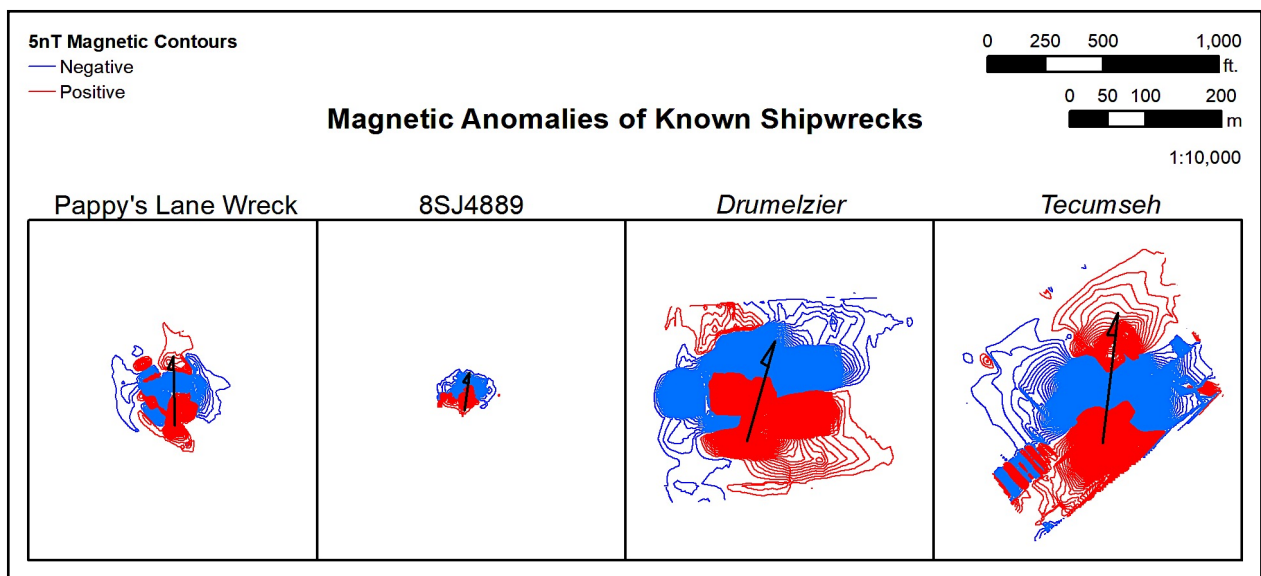 5nT Magnetic Contours
Negative
Positive
0 250 500 1,000
ft.
0 50 100 200
m
1:10,000
Magnetic Anomalies of Known Shipwrecks
Pappy's Lane Wreck 8SJ4889 Drumelzier Tecumseh